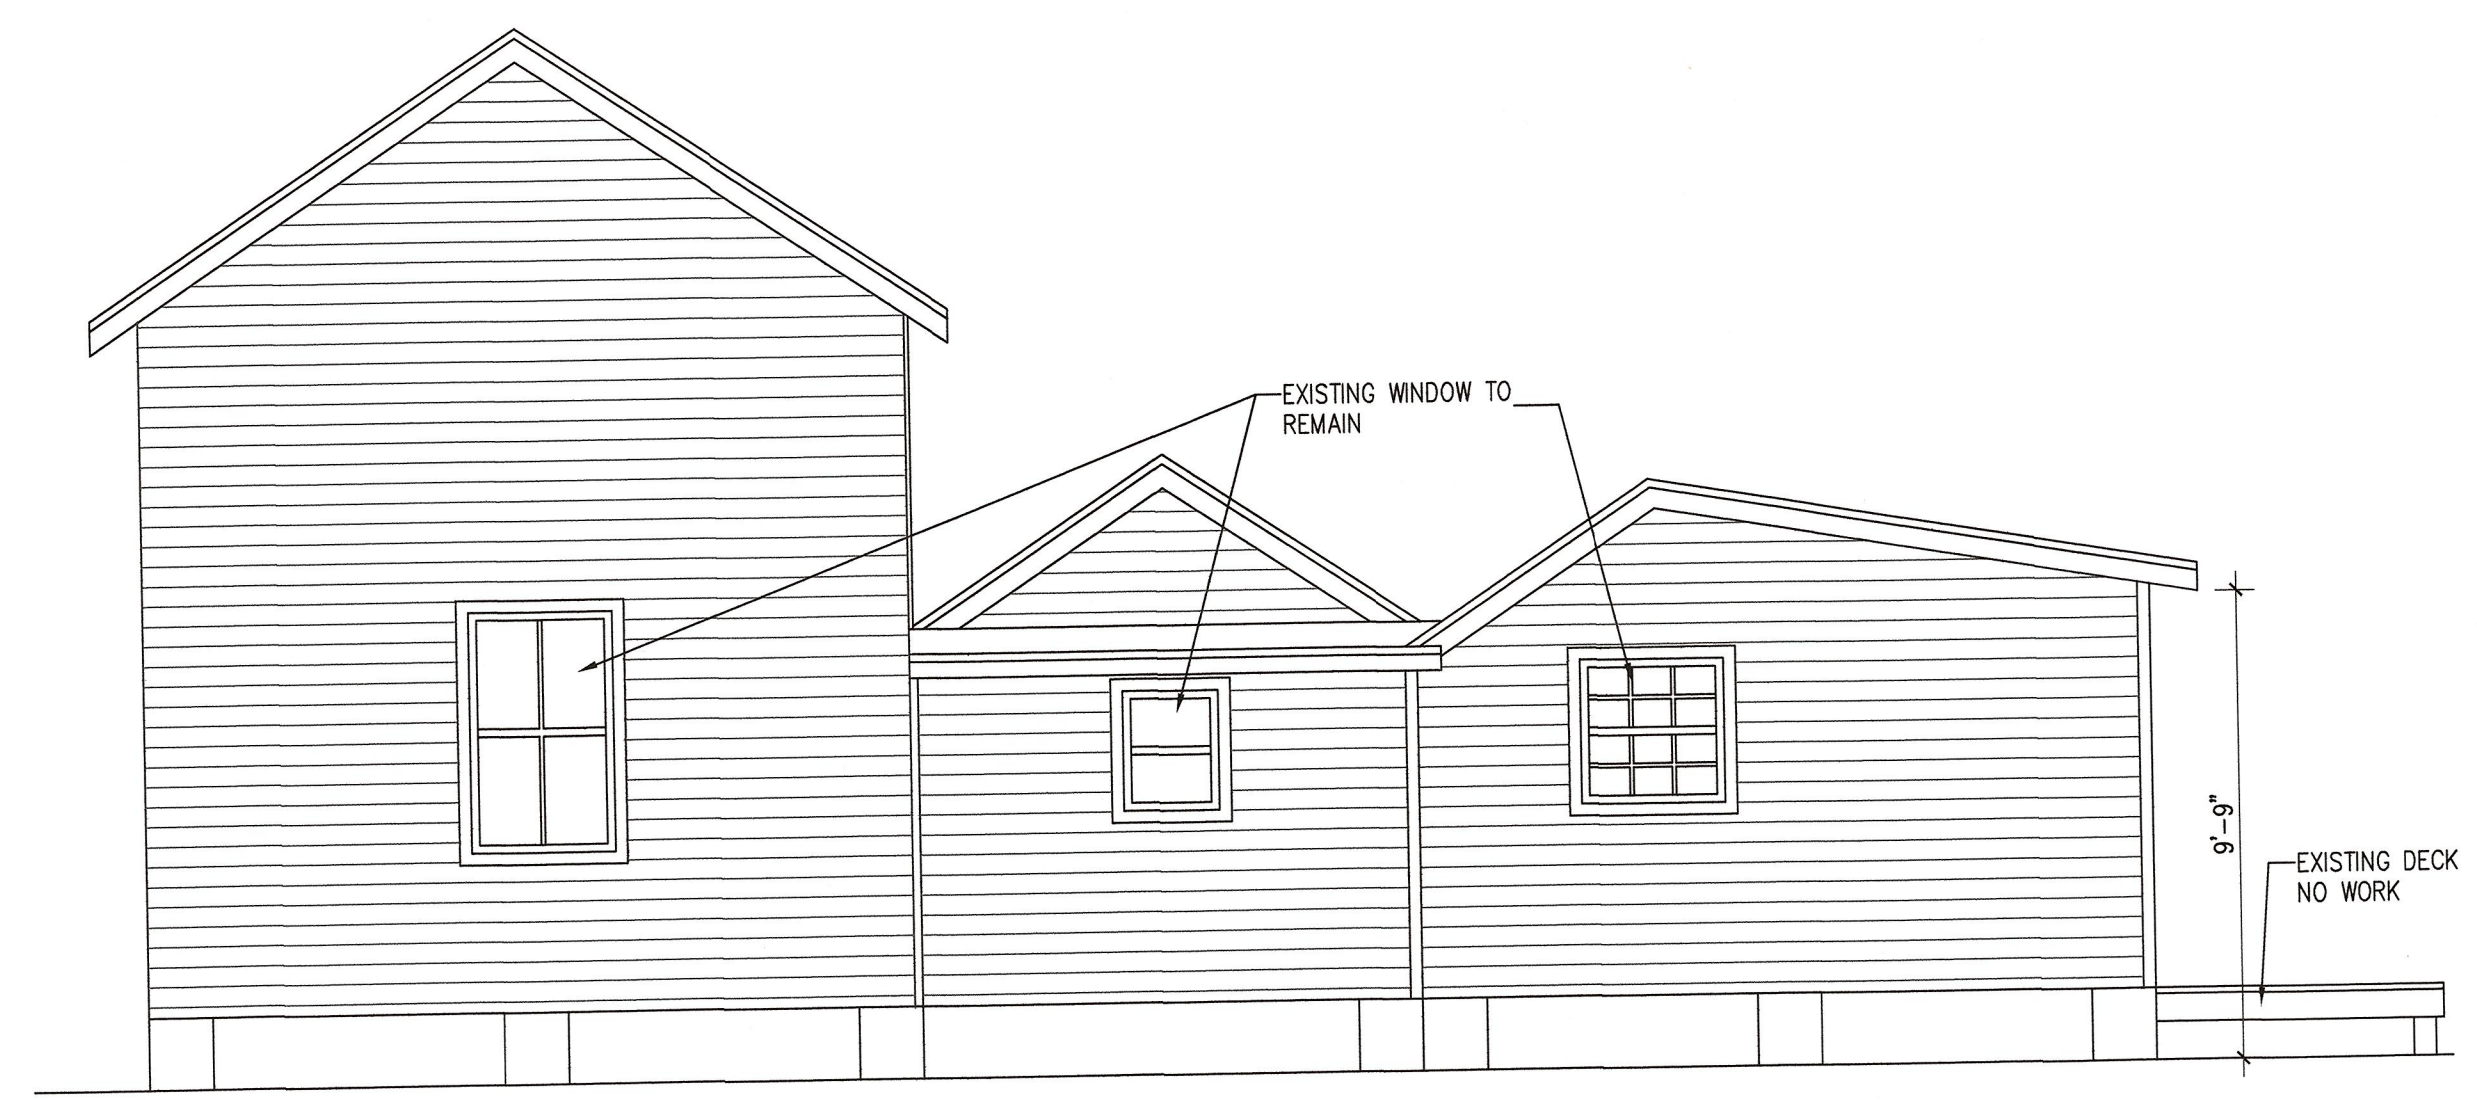 EXISTING WINDOW TO
REMAIN
9'-9"
EXISTING DECK
NO WORK